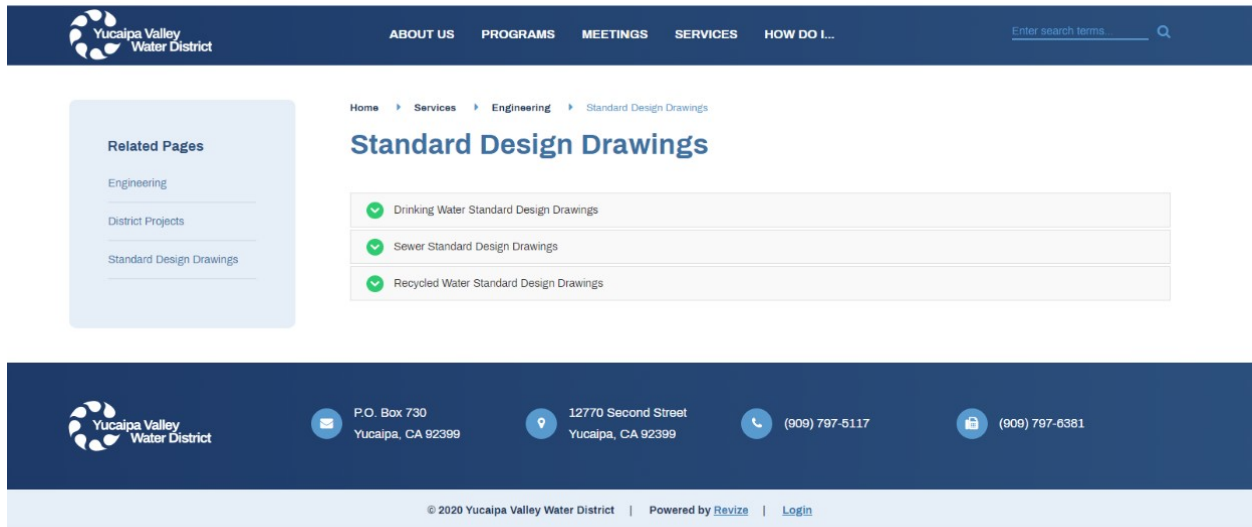 Yucaipa Valley
Water District
ABOUT US PROGRAMS MEETINGS SERVICES HOW DO I...
Enter search terms...
Home Services Engineering Standard Design Drawings
Related Pages
Engineering
District Projects
Standard Design Drawings
Standard Design Drawings
Drinking Water Standard Design Drawings
Sewer Standard Design Drawings
Recycled Water Standard Design Drawings
Yucaipa Valley
Water District
P.O. Box 730
Yucaipa, CA 92399
12770 Second Street
Yucaipa, CA 92399
(909) 797-5117
(909) 797-6381
© 2020 Yucaipa Valley Water District | Powered by Revize | Login